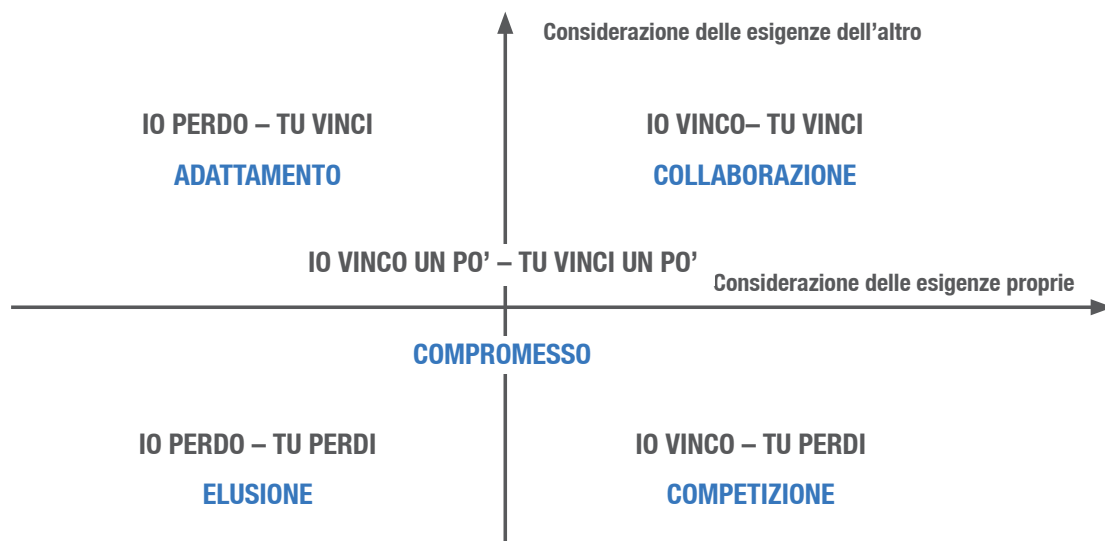 Considerazione delle esigenze dell’altro
IO PERDO – TU VINCI
ADATTAMENTO
IO VINCO– TU VINCI
COLLABORAZIONE
IO VINCO UN PO’ – TU VINCI UN PO’
Considerazione delle esigenze proprie
COMPROMESSO
IO PERDO – TU PERDI
ELUSIONE
IO VINCO – TU PERDI
COMPETIZIONE